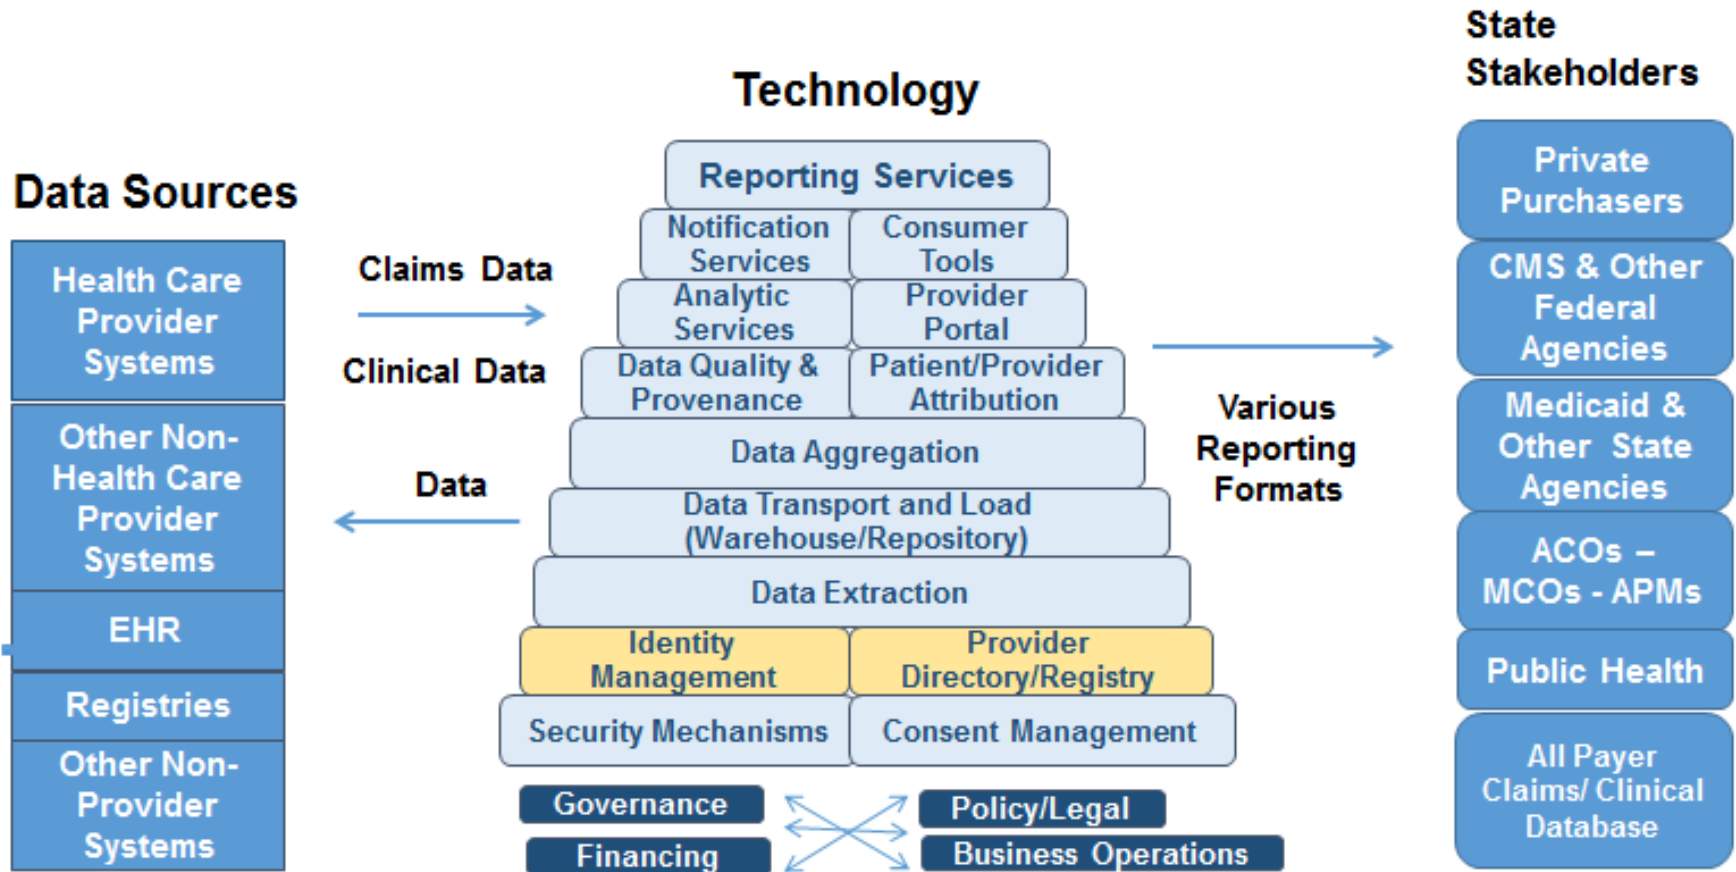 Data Sources
Health Care
Provider
Systems
Other Non-
Health Care
Provider
Systems
EHR
Registries
Other Non-
Provider
Systems
Claims Data
Clinical Data
Data
Technology
Reporting Services
Notification
Services
Consumer
Tools
Analytic
Services
Provider
Portal
Data Quality &
Provenance
Patient/Provider
Attribution
Data Aggregation
Data Transport and Load
(Warehouse/Repository)
Data Extraction
Identity
Management
Provider
Directory/Registry
Security Mechanisms
Consent Management
Governance
Policy/Legal
Financing
Business Operations
Various
Reporting
Formats
State
Stakeholders
Private
Purchasers
CMS & Other
Federal
Agencies
Medicaid &
Other State
Agencies
ACOs –
MCOs - APMs
Public Health
All Payer
Claims/ Clinical
Database